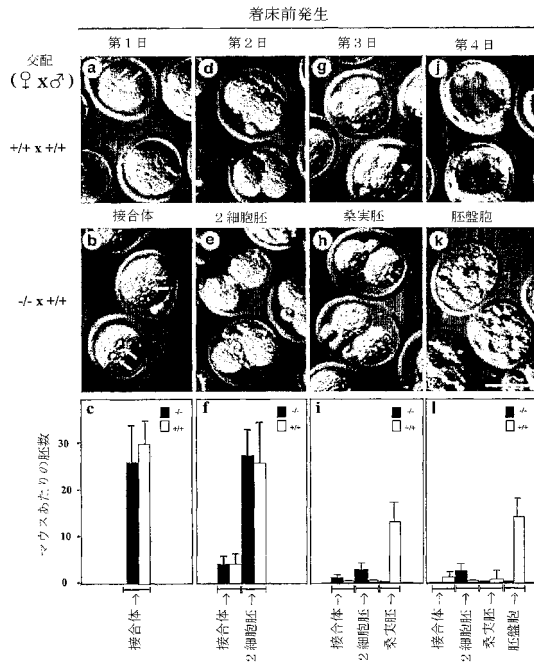 着床前発生
第1日 第2日 第3日 第4日
交配
(♀x♂)
+/+ x +/+
a d g j
接合体 2細胞胚 桑実胚 胚盤胞
-/- x +/+
b e h k
c f i l
-/- -/- -/- -/-
+/+ +/+ +/+ +/+
マウスあたりの胚数
30
20
10
0
接合体→ 接合体→ 2細胞胚→ 接合体→ 2細胞胚→ 桑実胚→ 接合体→ 2細胞胚→ 桑実胚→ 胚盤胞→